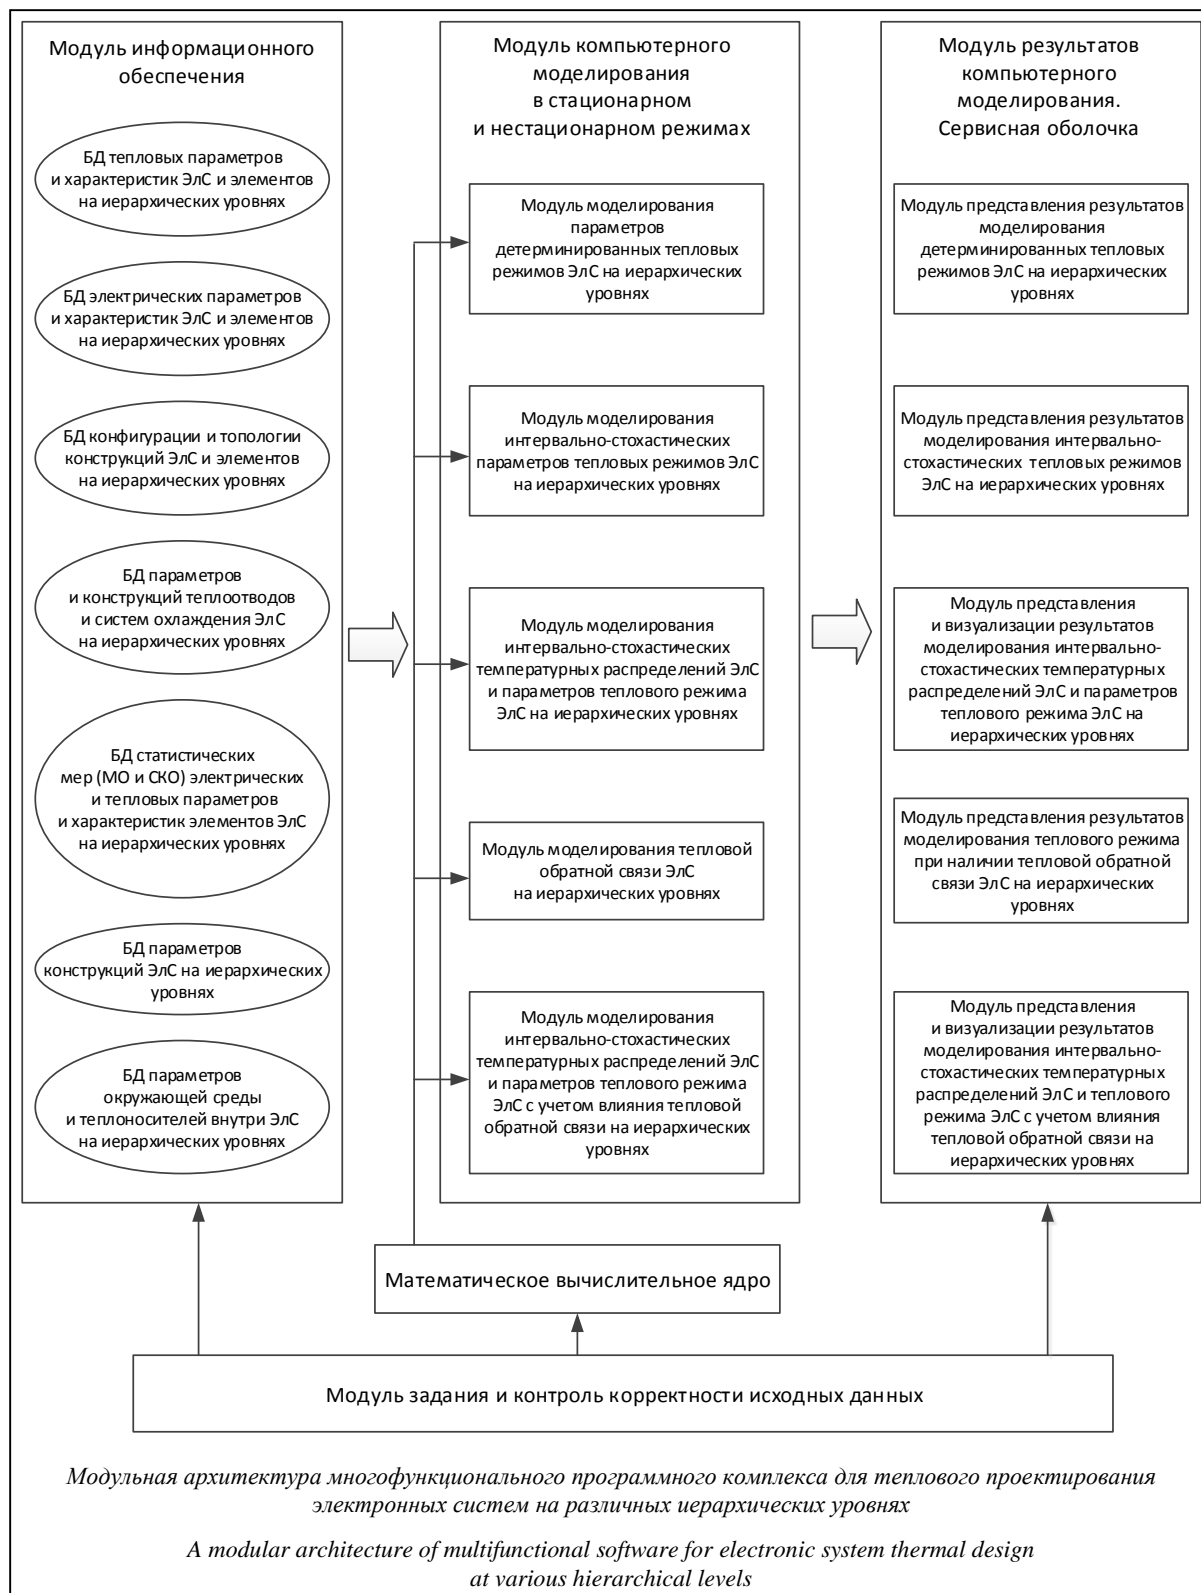 Модуль информационного
обеспечения
БД тепловых параметров
и характеристик ЭлС и элементов
на иерархических уровнях
БД электрических параметров
и характеристик ЭлС и элементов
на иерархических уровнях
БД конфигурации и топологии
конструкций ЭлС и элементов
на иерархических уровнях
БД параметров
и конструкций теплоотводов
и систем охлаждения ЭлС
на иерархических уровнях
БД статистических
мер (МО и СКО) электрических
и тепловых параметров
и характеристик элементов ЭлС
на иерархических уровнях
БД параметров
конструкций ЭлС на иерархических
уровнях
БД параметров
окружающей среды
и теплоносителей внутри ЭлС
на иерархических уровнях
Модуль компьютерного
моделирования
в стационарном
и нестационарном режимах
Модуль моделирования
параметров
детерминированных тепловых
режимов ЭлС на иерархических
уровнях
Модуль моделирования
интервально-стохастических
параметров тепловых режимов ЭлС
на иерархических уровнях
Модуль моделирования
интервально-стохастических
температурных распределений ЭлС
и параметров теплового режима
ЭлС на иерархических уровнях
Модуль моделирования тепловой
обратной связи ЭлС
на иерархических уровнях
Модуль моделирования
интервально-стохастических
температурных распределений ЭлС
и параметров теплового режима
ЭлС с учетом влияния тепловой
обратной связи на иерархических
уровнях
Модуль результатов
компьютерного
моделирования.
Сервисная оболочка
Модуль представления результатов
моделирования
детерминированных тепловых
режимов ЭлС на иерархических
уровнях
Модуль представления результатов
моделирования интервально-
стохастических тепловых режимов
ЭлС на иерархических уровнях
Модуль представления
и визуализации результатов
моделирования интервально-
стохастических температурных
распределений ЭлС и параметров
теплового режима ЭлС на
иерархических уровнях
Модуль представления результатов
моделирования теплового режима
при наличии тепловой обратной
связи ЭлС на иерархических
уровнях
Модуль представления
и визуализации результатов
моделирования интервально-
стохастических температурных
распределений ЭлС и теплового
режима ЭлС с учетом влияния
тепловой обратной связи на
иерархических уровнях
Математическое вычислительное ядро
Модуль задания и контроль корректности исходных данных
Модульная архитектура многофункционального программного комплекса для теплового проектирования
электронных систем на различных иерархических уровнях
A modular architecture of multifunctional software for electronic system thermal design
at various hierarchical levels